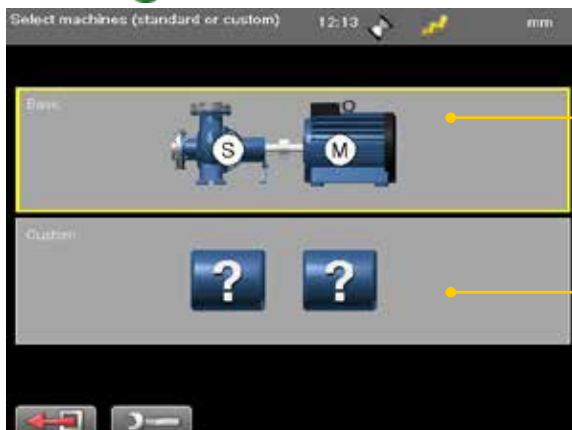 Select machines (standard or custom) 12:13 mm
Basic
S M
Custom
? ?